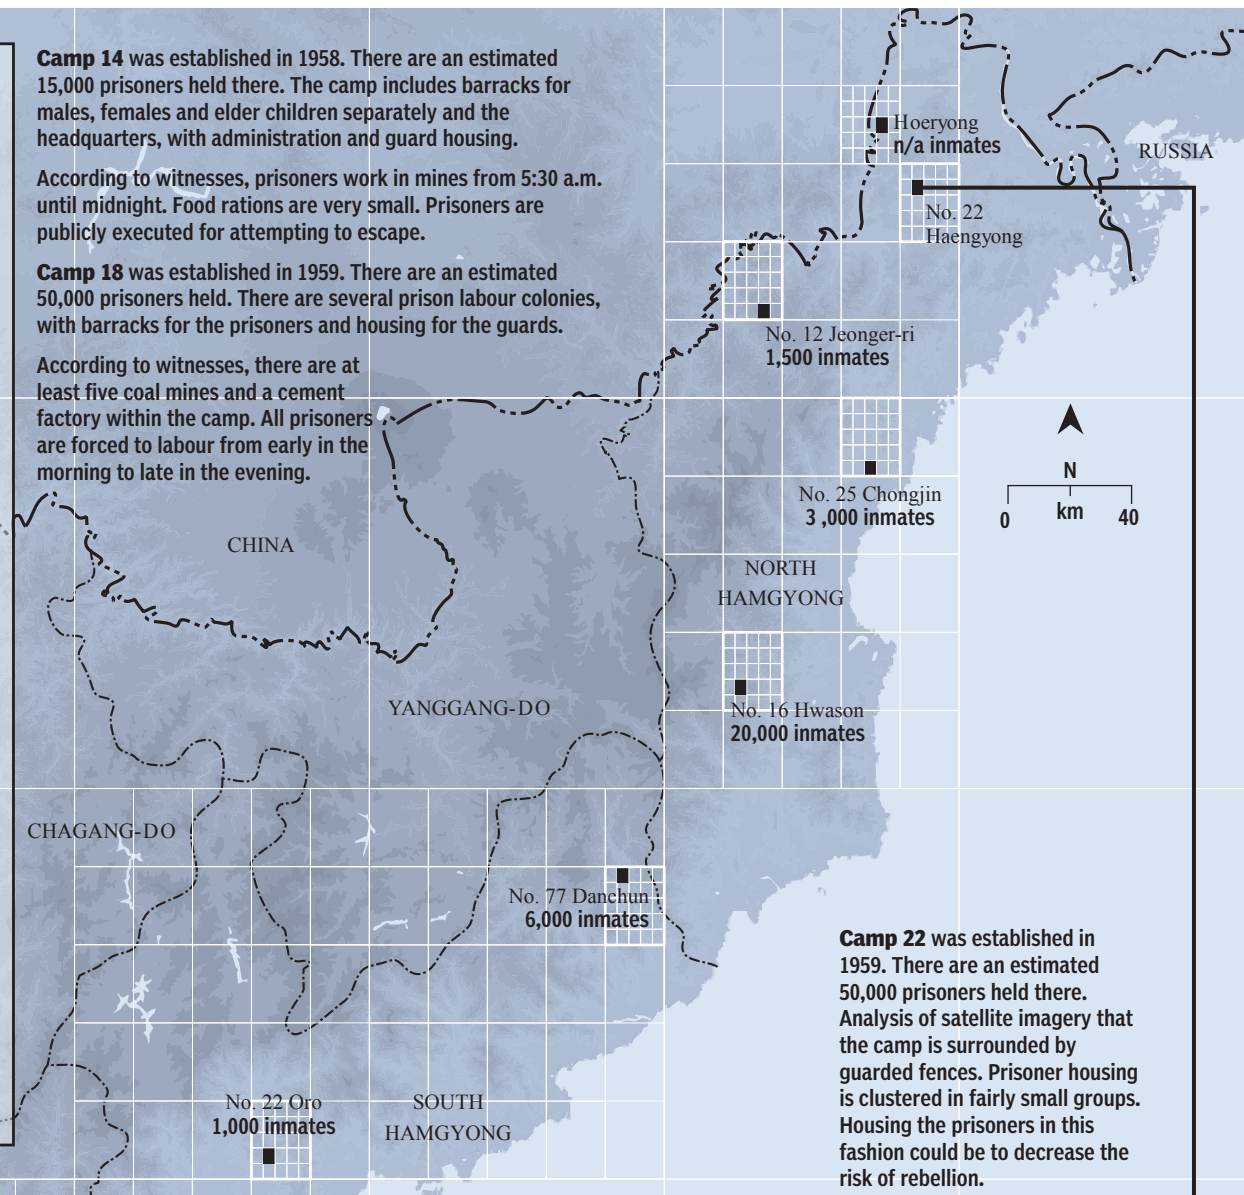 Camp 14 was established in 1958. There are an estimated
15,000 prisoners held there. The camp includes barracks for
males, females and elder children separately and the
headquarters, with administration and guard housing.
According to witnesses, prisoners work in mines from 5:30 a.m.
until midnight. Food rations are very small. Prisoners are
publicly executed for attempting to escape.
Camp 18 was established in 1959. There are an estimated
50,000 prisoners held. There are several prison labour colonies,
with barracks for the prisoners and housing for the guards.
According to witnesses, there are at
least five coal mines and a cement
factory within the camp. All prisoners
are forced to labour from early in the
morning to late in the evening.
Hoeryong
n/a inmates
RUSSIA
No. 22
Haengyong
No. 12 Jeonger-ri
1,500 inmates
N
0 km 40
No. 25 Chongjin
3 ,000 inmates
CHINA
NORTH
HAMGYONG
YANGGANG-DO
No. 16 Hwason
20,000 inmates
CHAGANG-DO
No. 77 Danchun
6,000 inmates
No. 22 Oro
1,000 inmates
SOUTH
HAMGYONG
Camp 22 was established in
1959. There are an estimated
50,000 prisoners held there.
Analysis of satellite imagery that
the camp is surrounded by
guarded fences. Prisoner housing
is clustered in fairly small groups.
Housing the prisoners in this
fashion could be to decrease the
risk of rebellion.